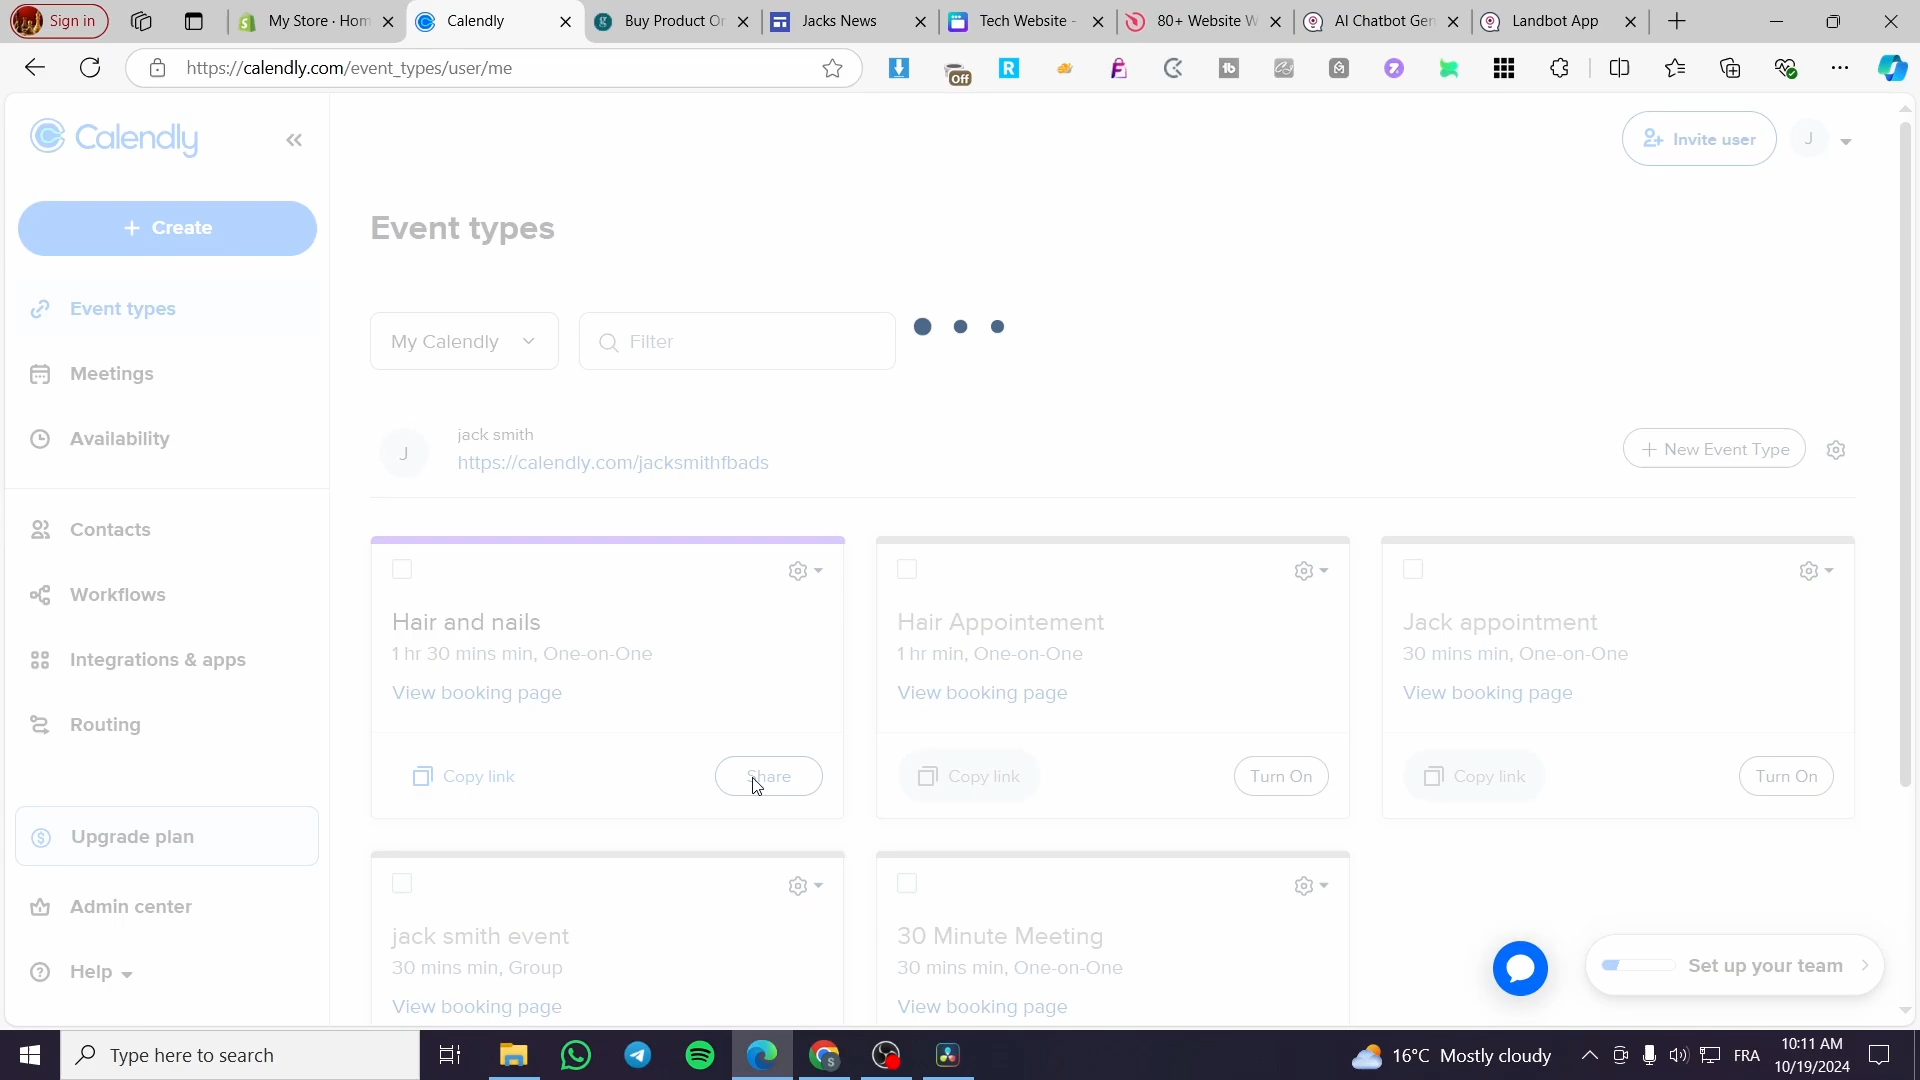 Sign in
My Store · Hom
Calendly
Buy Product Or
Jacks News
Tech Website -
80+ Website W
AI Chatbot Gen
Landbot App
https://calendly.com/event_types/user/me
Off
Calendly
Invite user
J
+ Create
Event types
Event types
My Calendly
Filter
Meetings
Availability
J
jack smith
https://calendly.com/jacksmithfbads
+ New Event Type
Contacts
Workflows
Integrations & apps
Routing
Hair and nails
1 hr 30 mins min, One-on-One
View booking page
Copy link
Share
Hair Appointement
1 hr min, One-on-One
View booking page
Copy link
Turn On
Jack appointment
30 mins min, One-on-One
View booking page
Copy link
Turn On
Upgrade plan
Admin center
Help
jack smith event
30 mins min, Group
View booking page
30 Minute Meeting
30 mins min, One-on-One
View booking page
Set up your team
Type here to search
16°C Mostly cloudy
FRA
10:11 AM
10/19/2024